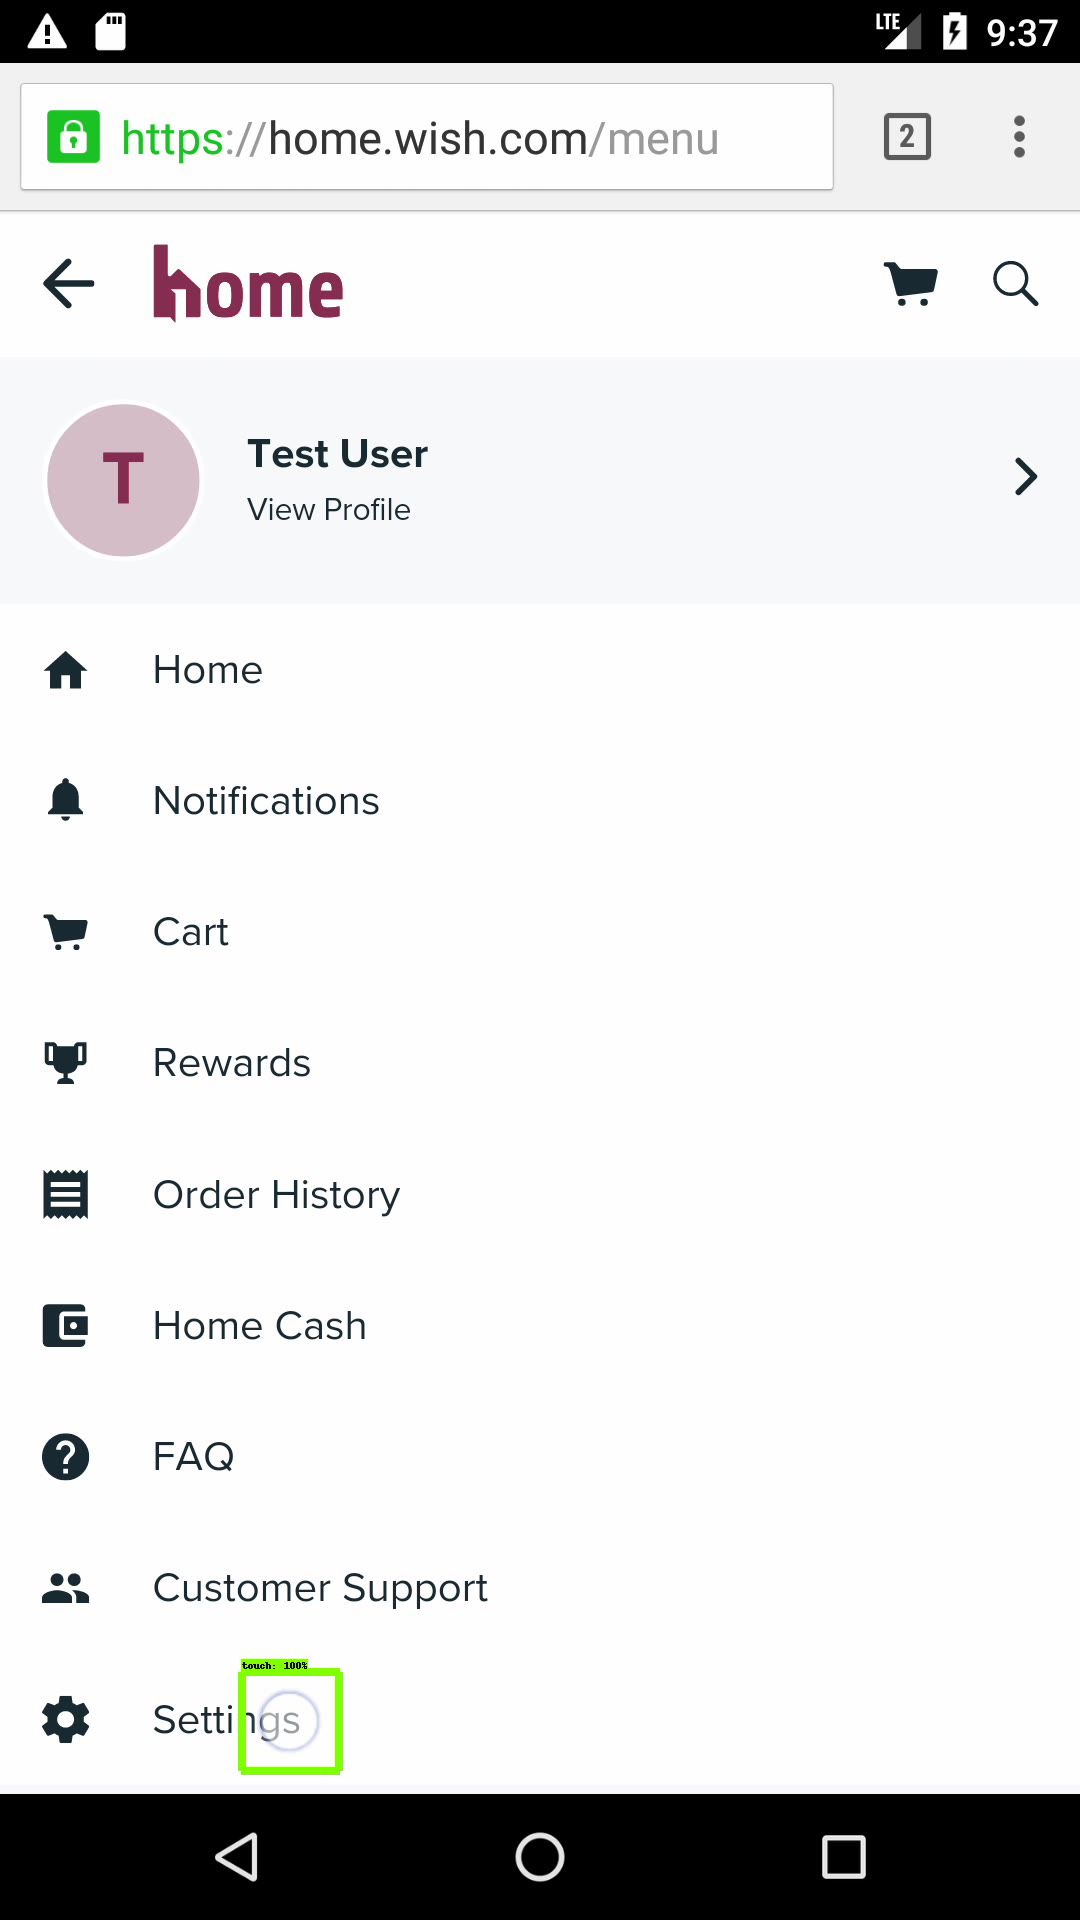 LTE 9:37
https://home.wish.com/menu 2
home
T
Test User
View Profile
Home
Notifications
Cart
Rewards
Order History
Home Cash
FAQ
Customer Support
touch: 100%
Settings